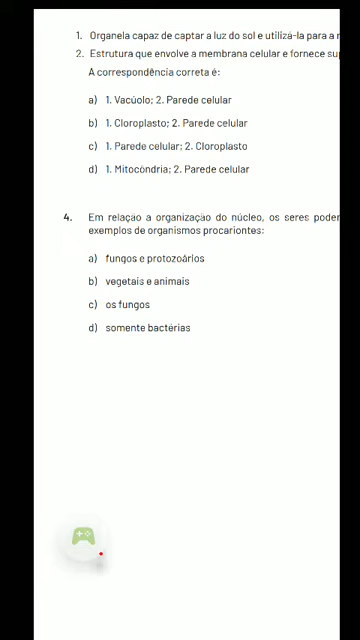 1. Organela capaz de captar a luz do sol e utilizá-la para a
2. Estrutura que envolve a membrana celular e fornece
A correspondência correta é:
a) 1. Vacúolo; 2. Parede celular
b) 1. Cloroplasto; 2. Parede celular
c) 1. Parede celular; 2. Cloroplasto
d) 1. Mitocôndria; 2. Parede celular
4. Em relação a organização do núcleo, os seres poder
exemplos de organismos procariontes:
a) fungos e protozoários
b) vegetais e animais
c) os fungos
d) somente bactérias